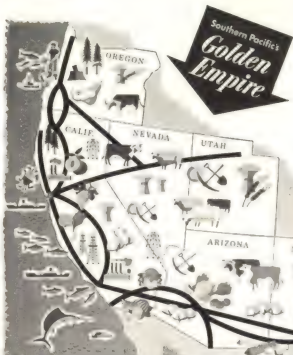 Southern Pacific's
Golden
Empire
OREGON
CALIF.
NEVADA
UTAH
ARIZONA